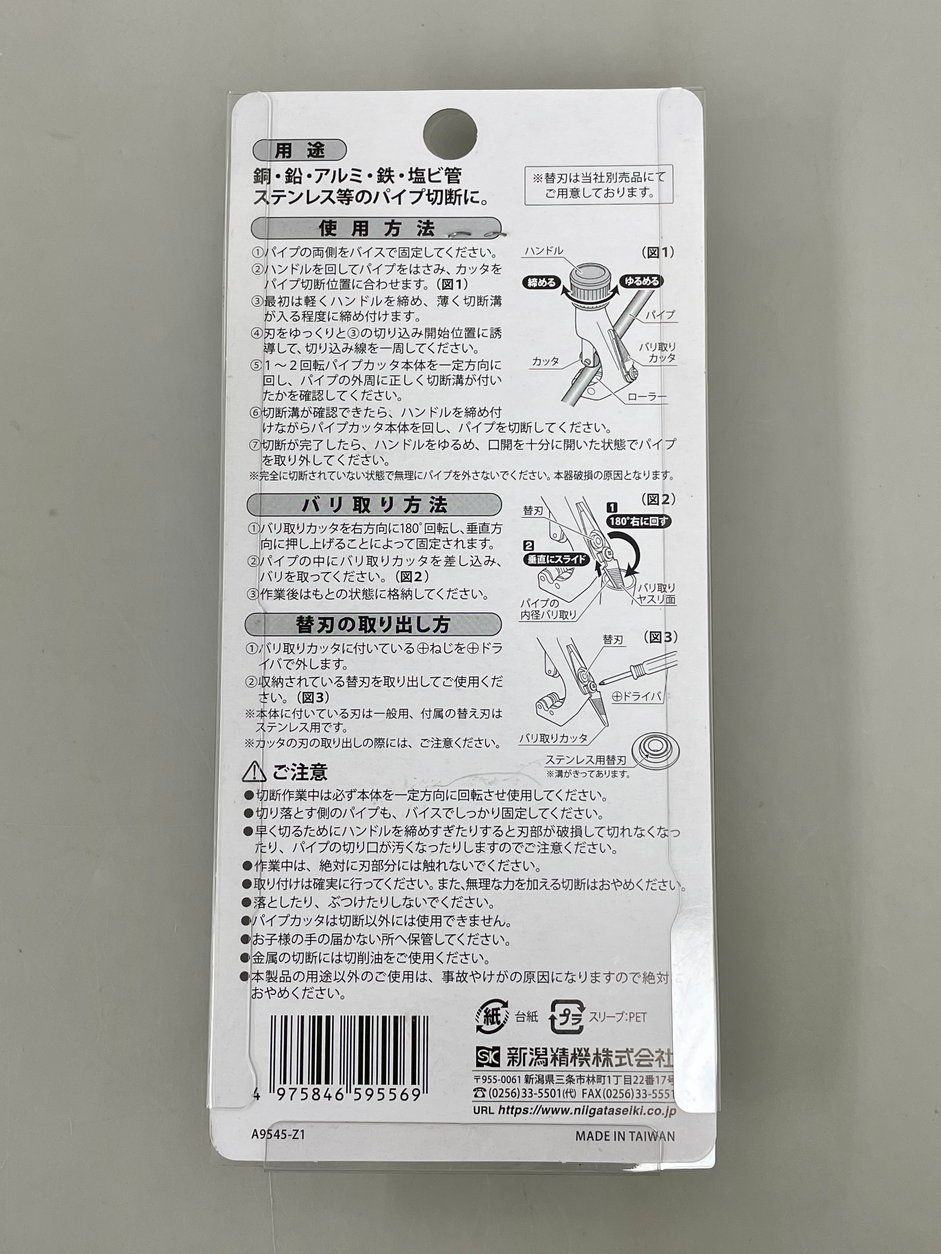 用途
銅・鉛・アルミ・鉄・塩ビ管
ステンレス等のパイプ切断に。
※替刃は当社別売品にて
ご用意しております。
使用方法
①パイプの両側をバイスで固定してください。
②ハンドルを回してパイプをはさみ、カッタを
パイプ切断位置に合わせます。(図1)
③最初は軽くハンドルを締め、薄く切断溝
が入る程度に締め付けます。
④刃をゆっくりと③の切り込み開始位置に誘
導して、切り込み線を一周してください。
⑤1～2回転パイプカッタ本体を一定方向に
回し、パイプの外周に正しく切断溝が付い
たかを確認してください。
⑥切断溝が確認できたら、ハンドルを締め付
けながらパイプカッタ本体を回し、パイプを切断してください。
⑦切断が完了したら、ハンドルをゆるめ、口開を十分に開いた状態でパイプ
を取り外してください。
※完全に切断されていない状態で無理にパイプを外さないでください。本器破損の原因となります。
ハンドル
(図1)
締める
ゆるめる
パイプ
カッタ
バリ取り
カッタ
ローラー
バリ取り方法
①バリ取りカッタを右方向に180°回転し、垂直方
向に押し上げることによって固定されます。
②パイプの中にバリ取りカッタを差し込み、
バリを取ってください。(図2)
③作業後はもとの状態に格納してください。
(図2)
替刃
1
180°右に回す
2
垂直にスライド
パイプの
内径バリ取り
バリ取り
ヤスリ面
替刃の取り出し方
①バリ取りカッタに付いている⊕ねじを⊕ドラ
イバで外します。
②収納されている替刃を取り出してご使用くだ
さい。(図3)
※本体に付いている刃は一般用、付属の替え刃は
ステンレス用です。
※カッタの刃の取り出しの際には、ご注意ください。
替刃
(図3)
⊕ドライバ
バリ取りカッタ
ステンレス用替刃
※溝がきってあります。
ご注意
●切断作業中は必ず本体を一定方向に回転させ使用してください。
●切り落とす側のパイプも、バイスでしっかり固定してください。
●早く切るためにハンドルを締めすぎたりすると刃部が破損して切れなくなっ
たり、パイプの切り口が汚くなったりしますのでご注意ください。
●作業中は、絶対に刃部分には触れないでください。
●取り付けは確実に行ってください。また、無理な力を加える切断はおやめください。
●落としたり、ぶつけたりしないでください。
●パイプカッタは切断以外には使用できません。
●お子様の手の届かない所へ保管してください。
●金属の切断には切削油をご使用ください。
●本製品の用途以外のご使用は、事故やけがの原因になりますので絶対に
おやめください。
紙 台紙 プラ スリーブ:PET
SK 新潟精機株式会社
〒955-0061 新潟県三条市林町1丁目22番17号
☎(0256)33-5501(代) FAX(0256)33-5551
URL https://www.niigataseiki.co.jp
4 975846 595569
A9545-Z1
MADE IN TAIWAN